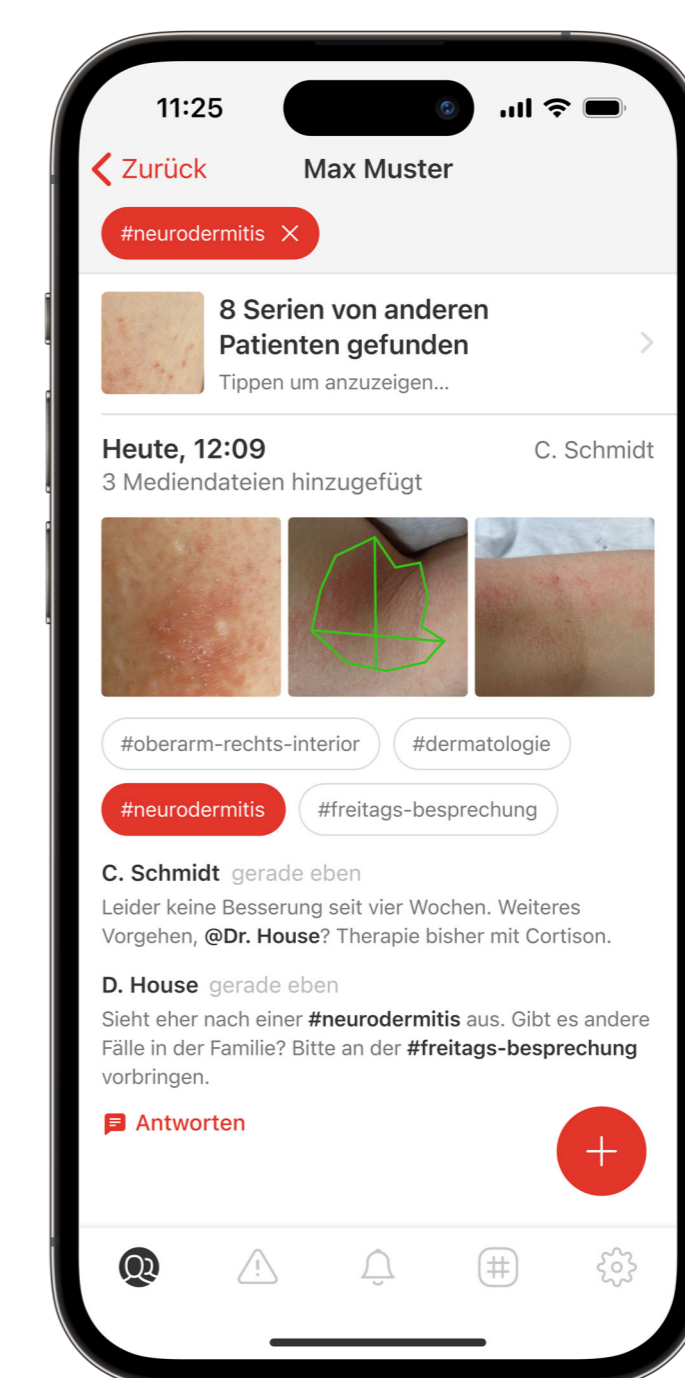 11:25
Zurück
Max Muster
#neurodermitis
8 Serien von anderen
Patienten gefunden
Tippen um anzuzeigen...
Heute, 12:09
C. Schmidt
3 Mediendateien hinzugefügt
#oberarm-rechts-interior
#dermatologie
#neurodermitis
#freitags-besprechung
C. Schmidt gerade eben
Leider keine Besserung seit vier Wochen. Weiteres
Vorgehen, @Dr. House? Therapie bisher mit Cortison.
D. House gerade eben
Sieht eher nach einer #neurodermitis aus. Gibt es andere
Fälle in der Familie? Bitte an der #freitags-besprechung
vorbringen.
Antworten